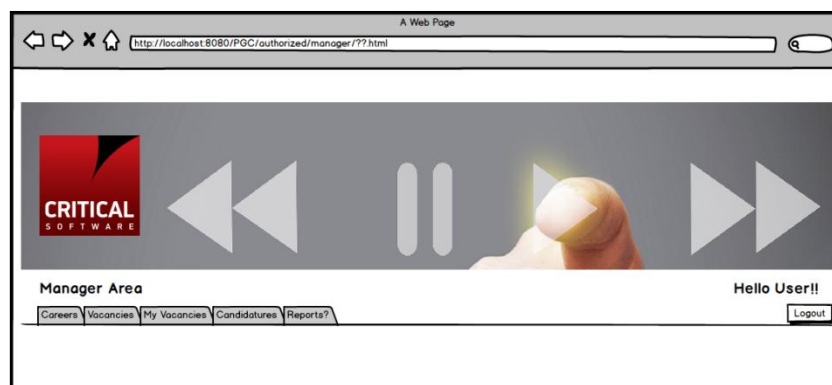 A Web Page
http://localhost:8080/PGC/authorized/manager/??.html
CRITICAL
SOFTWARE
Manager Area
Hello User!!
Careers Vacancies My Vacancies Candidatures Reports?
Logout